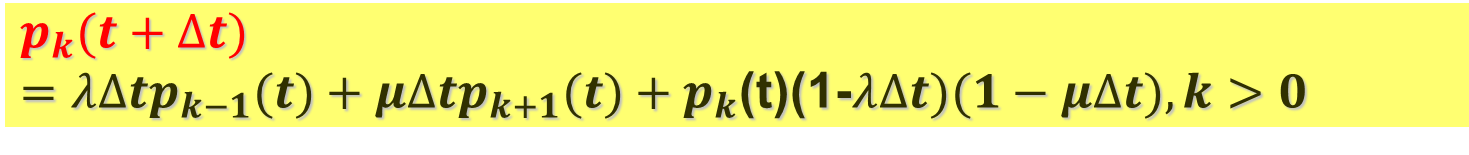 𝒑ₖ(𝒕 + Δ𝒕)
= 𝜆Δ𝒕𝒑ₖ₋₁(𝒕) + 𝝁Δ𝒕𝒑ₖ₊₁(𝒕) + 𝒑ₖ(t)(1-𝜆Δ𝒕)(𝟏 − 𝝁Δ𝒕), 𝒌 > 𝟎